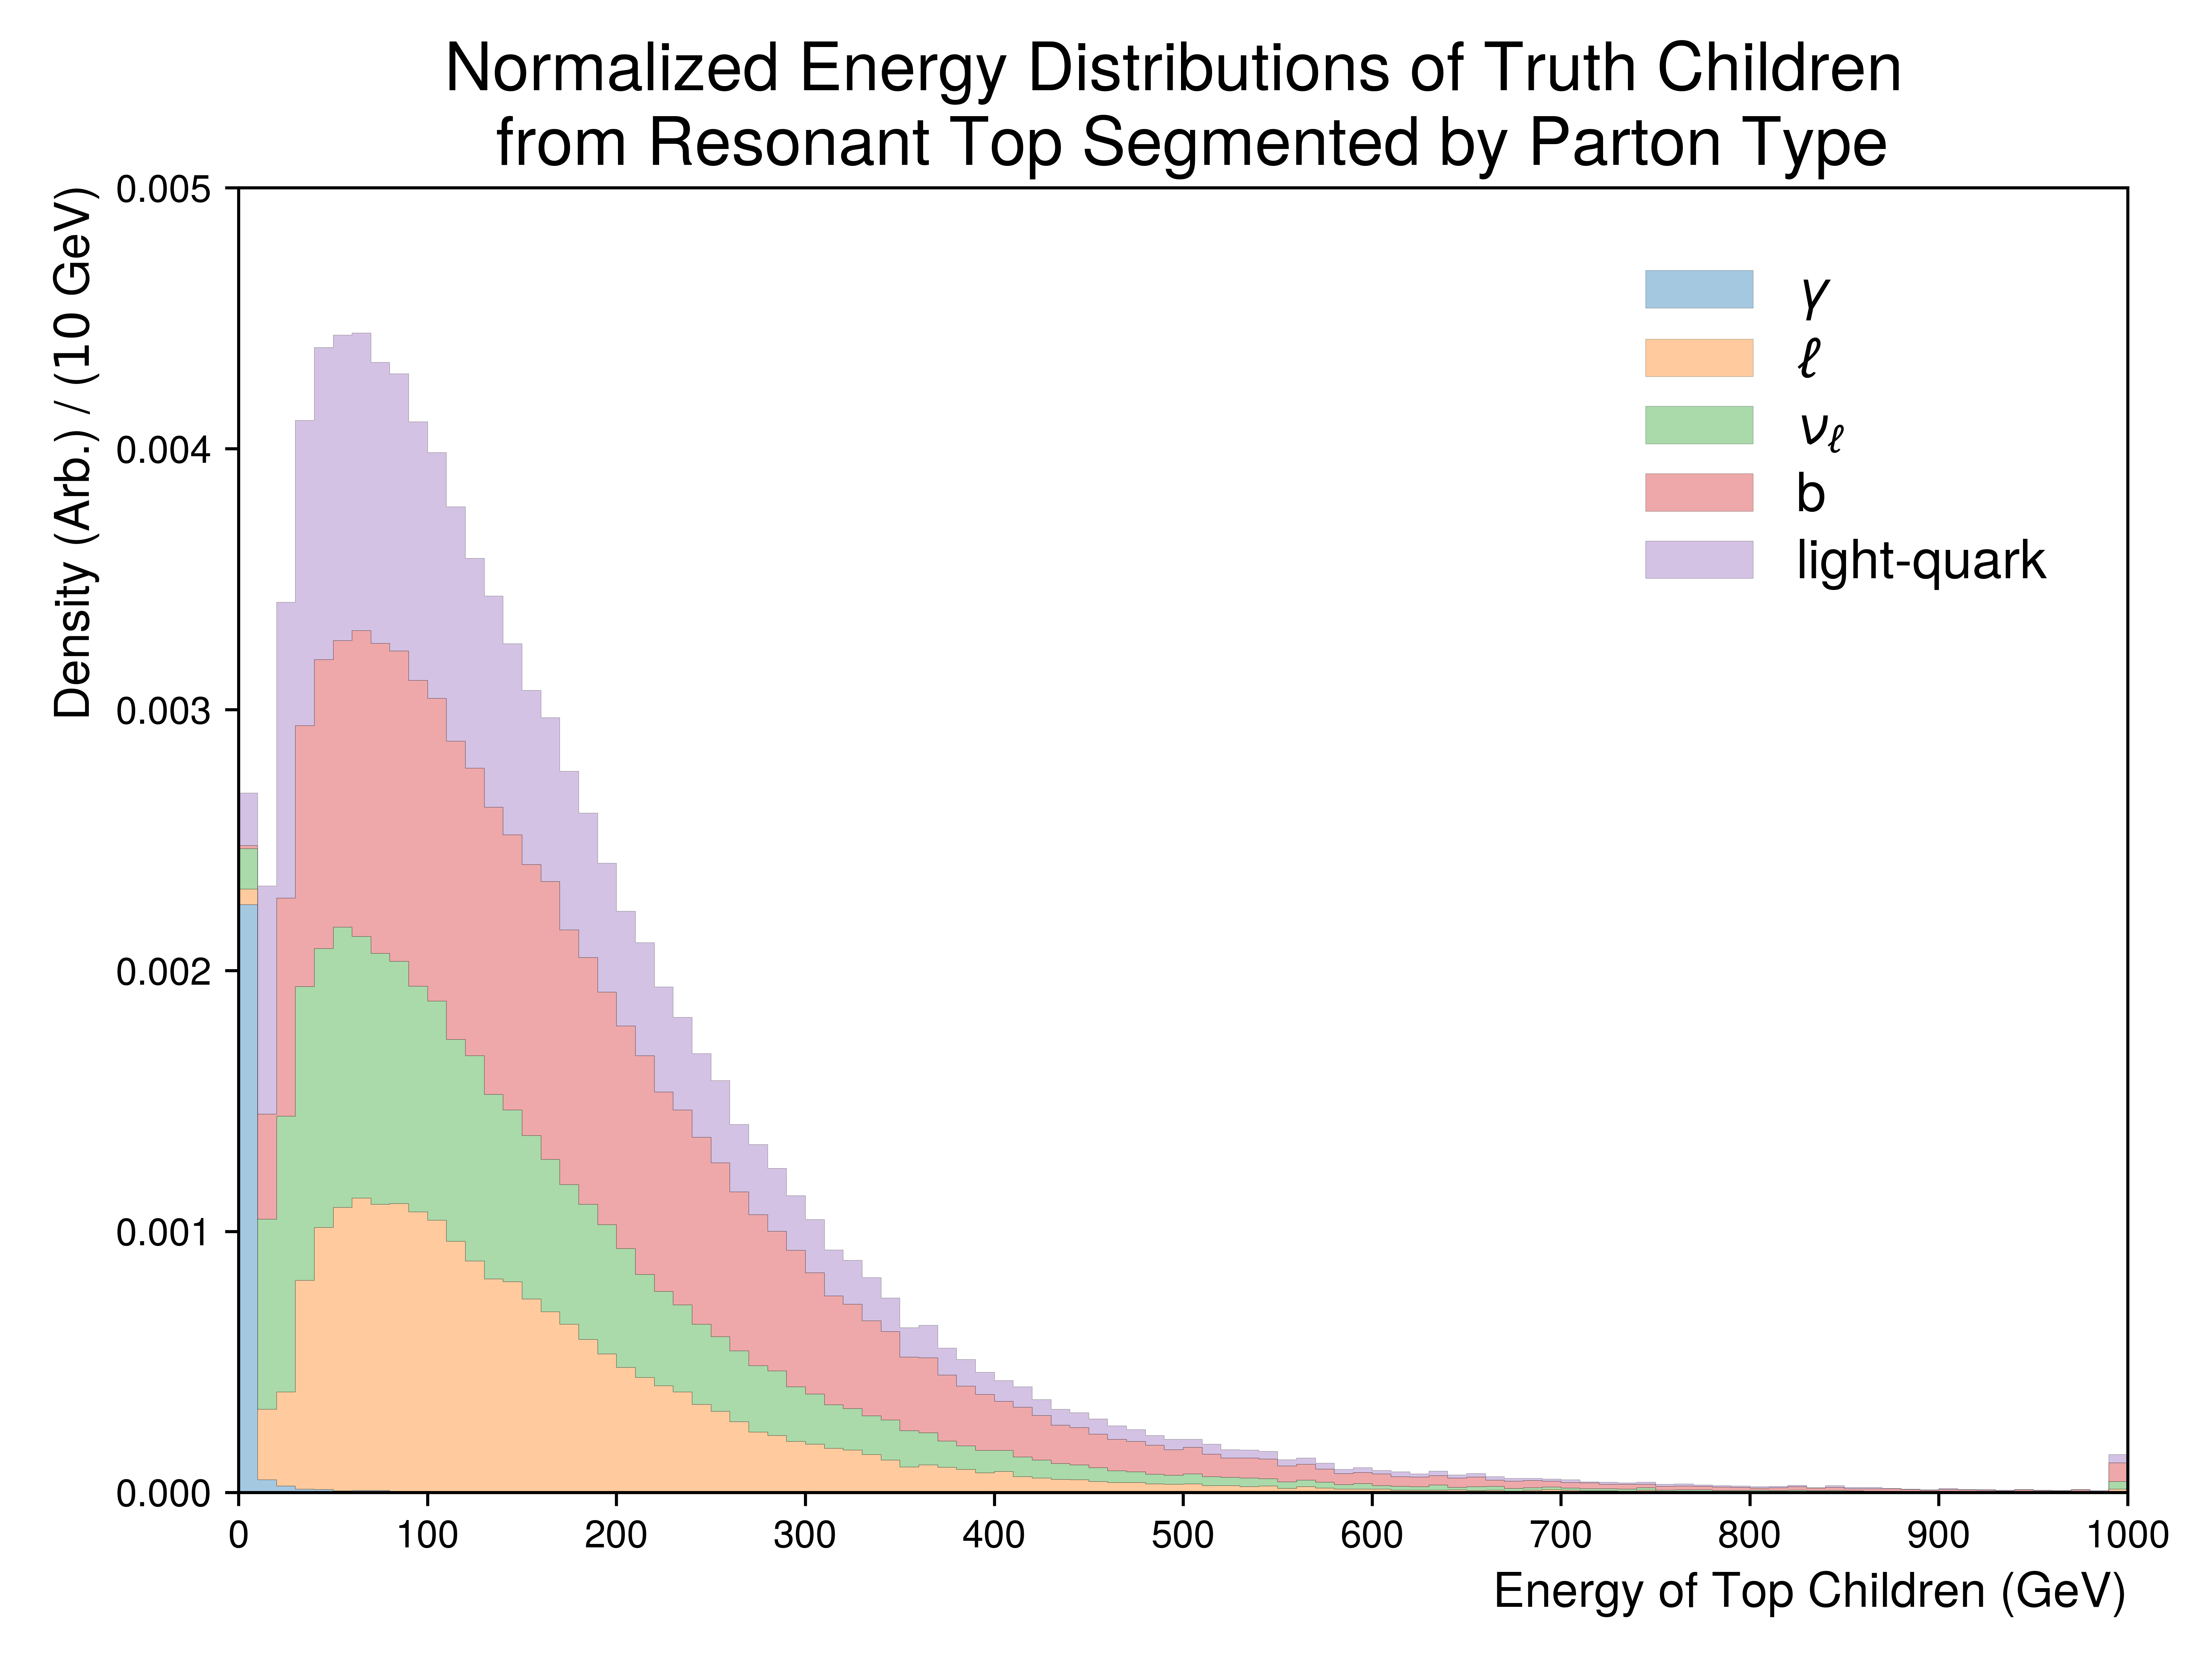 Normalized Energy Distributions of Truth Children
from Resonant Top Segmented by Parton Type
Density (Arb.) / (10 GeV)
0.005
0.004
0.003
0.002
0.001
0.000
γ
ℓ
ν_ℓ
b
light-quark
0 100 200 300 400 500 600 700 800 900 1000
Energy of Top Children (GeV)